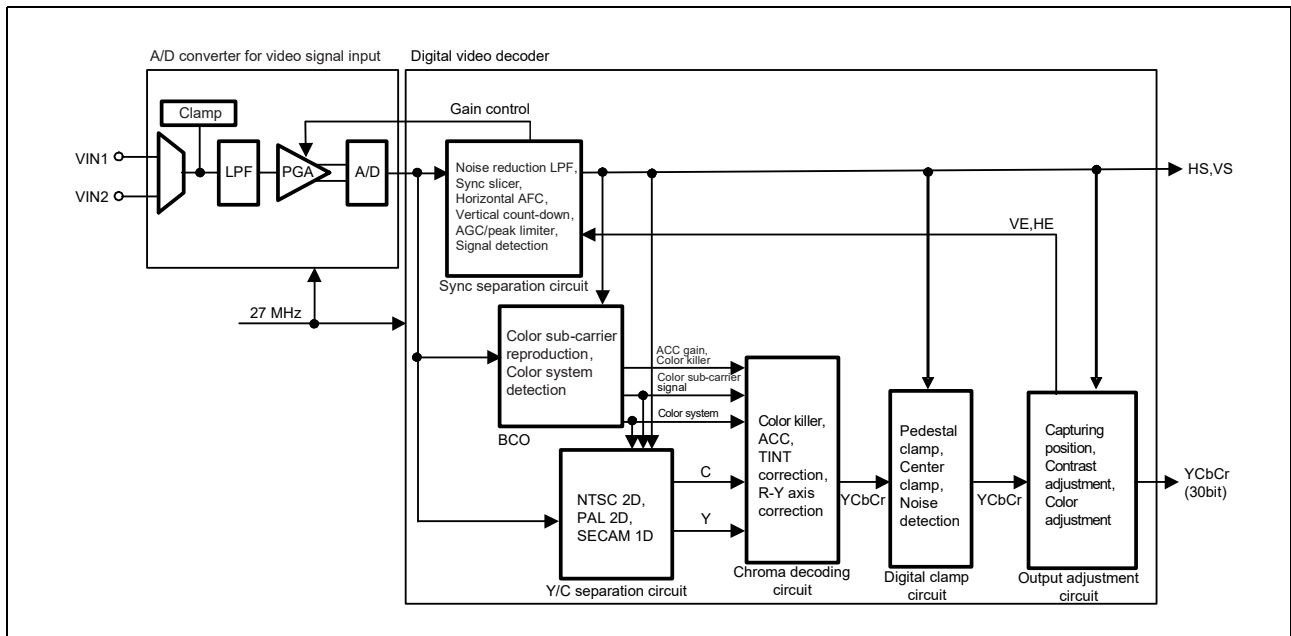 A/D converter for video signal input
Digital video decoder
Clamp
Gain control
VIN1
VIN2
LPF
PGA
A/D
Noise reduction LPF,
Sync slicer,
Horizontal AFC,
Vertical count-down,
AGC/peak limiter,
Signal detection
Sync separation circuit
HS,VS
VE,HE
27 MHz
Color sub-carrier
reproduction,
Color system
detection
BCO
ACC gain,
Color killer
Color sub-carrier
signal
Color system
NTSC 2D,
PAL 2D,
SECAM 1D
Y/C separation circuit
C
Y
Color killer,
ACC,
TINT
correction,
R-Y axis
correction
Chroma decoding
circuit
YCbCr
Pedestal
clamp,
Center
clamp,
Noise
detection
Digital clamp
circuit
YCbCr
Capturing
position,
Contrast
adjustment,
Color
adjustment
Output adjustment
circuit
YCbCr
(30bit)